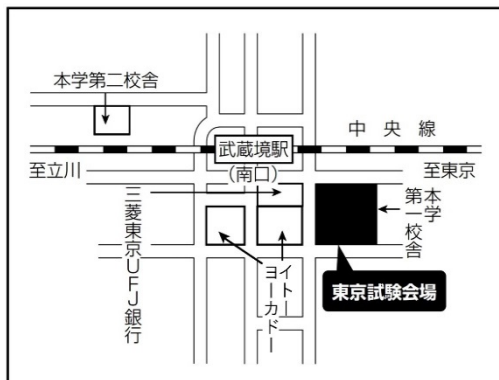 本学第二校舎
中央線
武蔵境駅
(南口)
至立川
至東京
三菱東京UFJ銀行
本学
第一校舎
イトー
ヨーカドー
東京試験会場